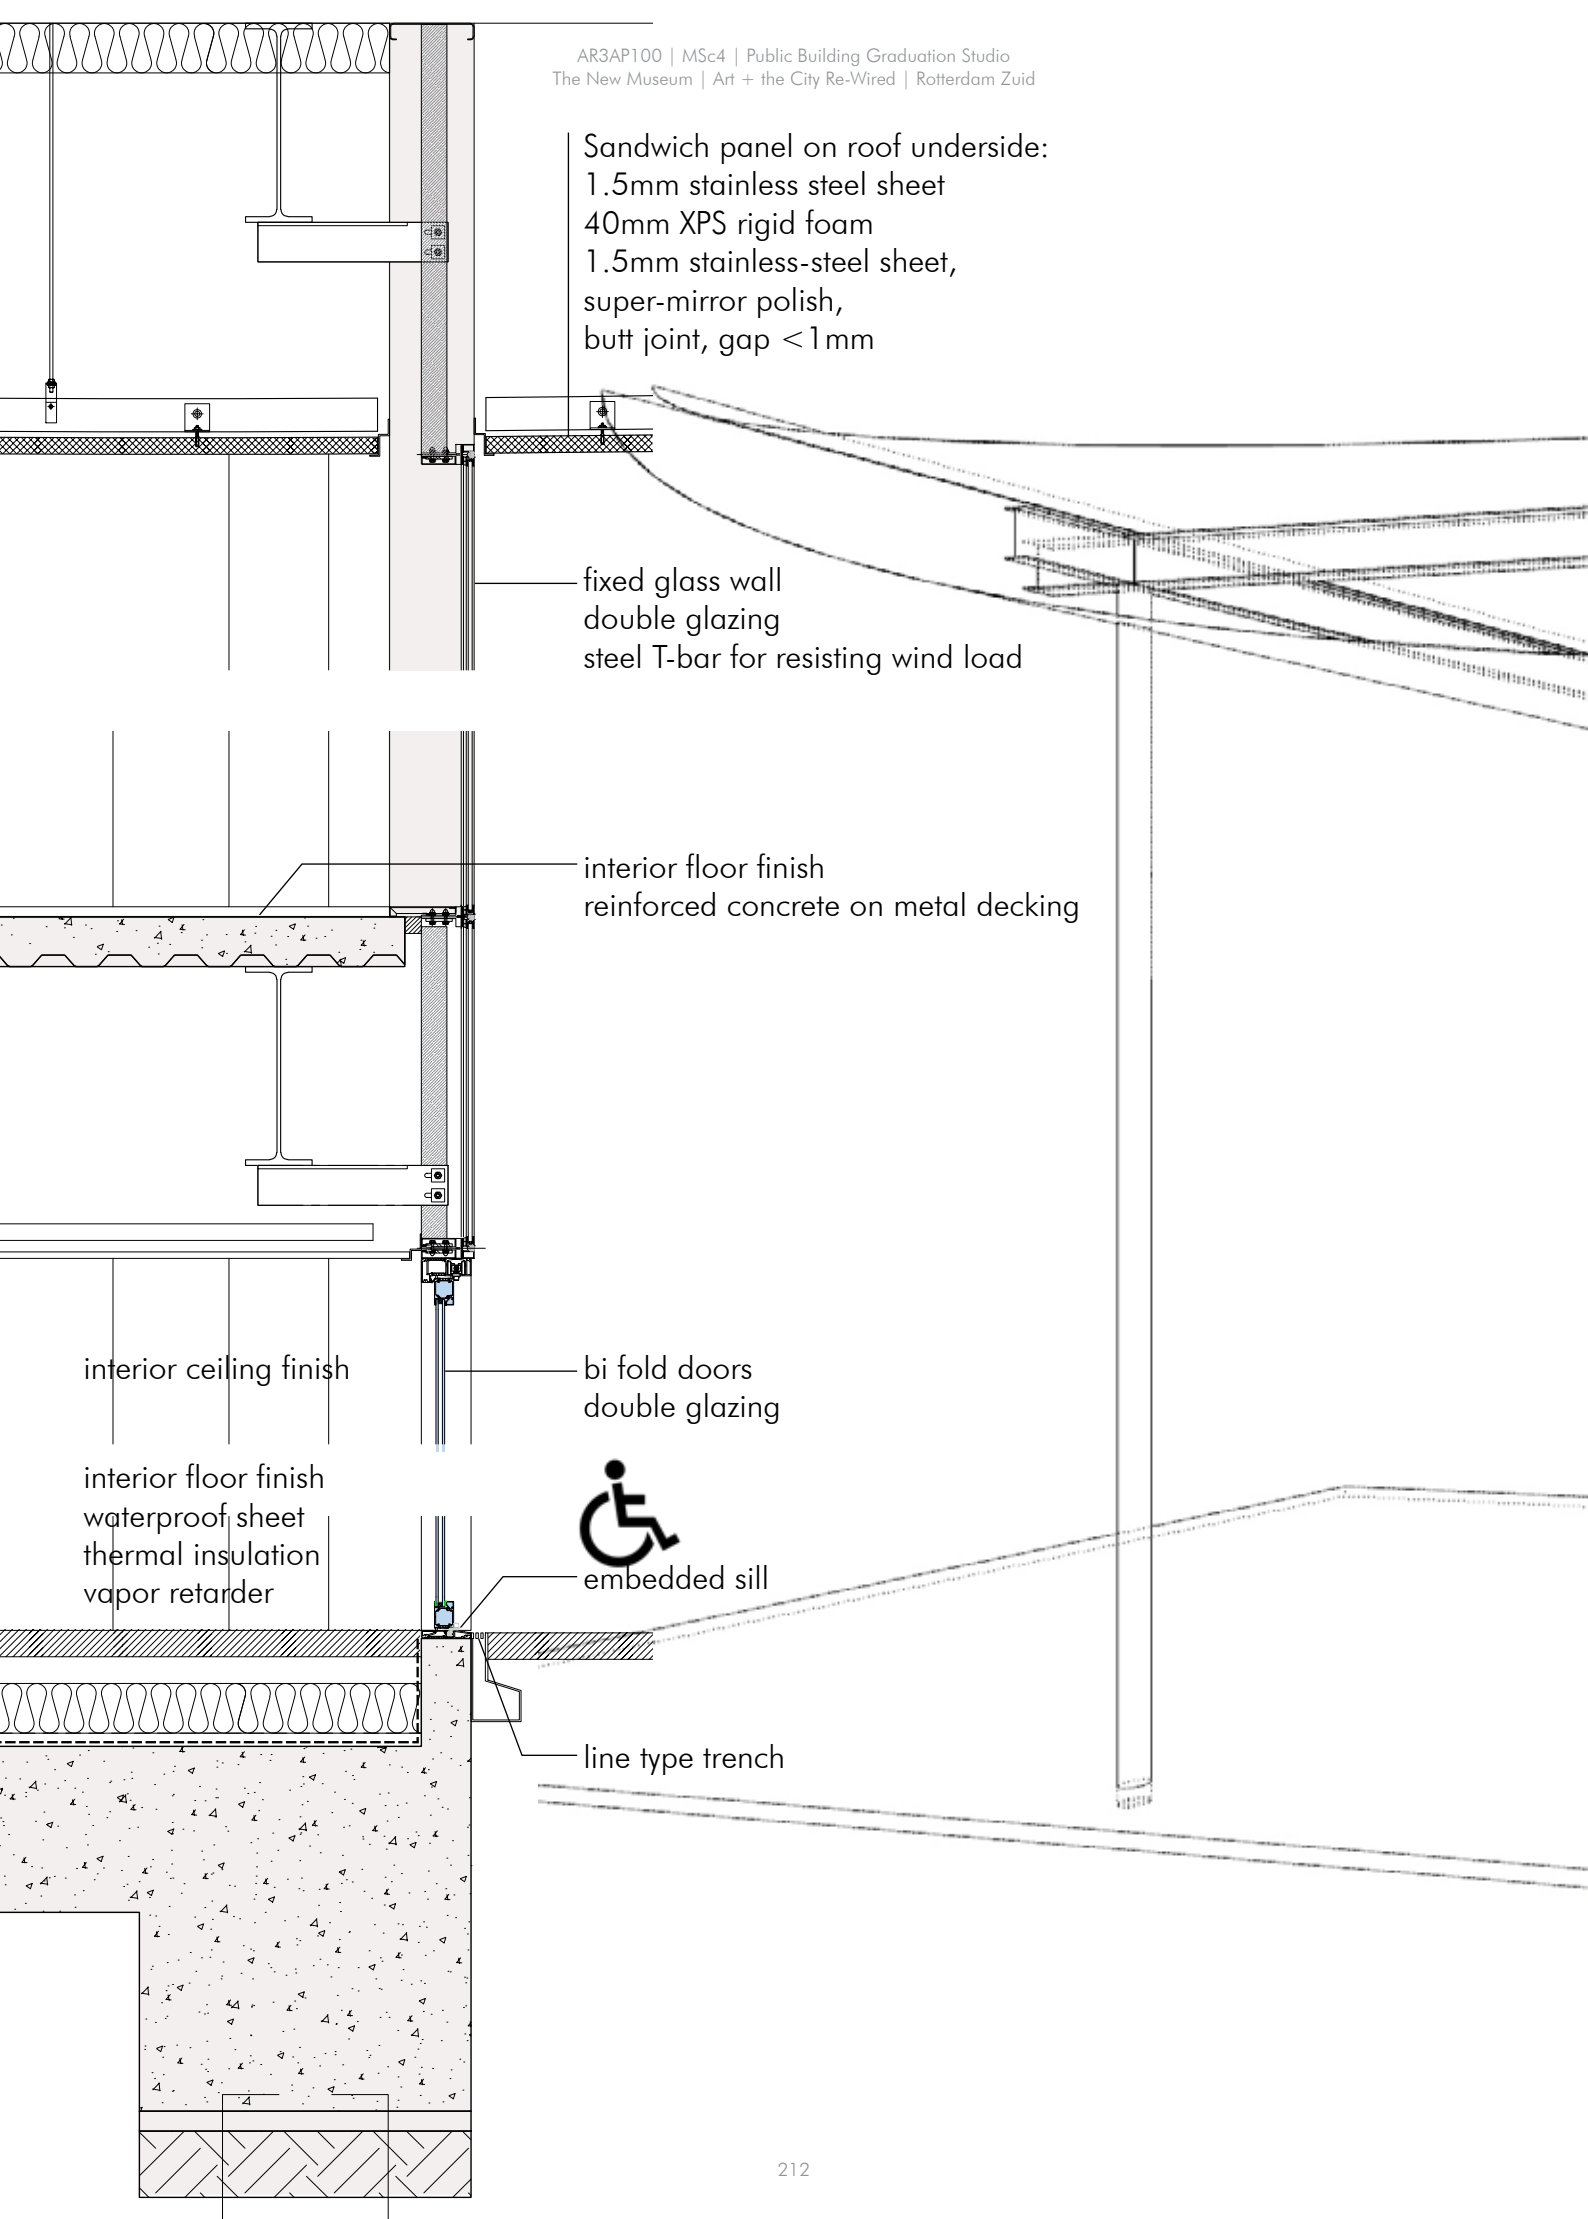 AR3AP100 | MSc4 | Public Building Graduation Studio
The New Museum | Art + the City Re-Wired | Rotterdam Zuid
Sandwich panel on roof underside:
1.5mm stainless steel sheet
40mm XPS rigid foam
1.5mm stainless-steel sheet,
super-mirror polish,
butt joint, gap <1mm
fixed glass wall
double glazing
steel T-bar for resisting wind load
interior floor finish
reinforced concrete on metal decking
interior ceiling finish
bi fold doors
double glazing
interior floor finish
waterproof sheet
thermal insulation
vapor retarder
embedded sill
line type trench
212